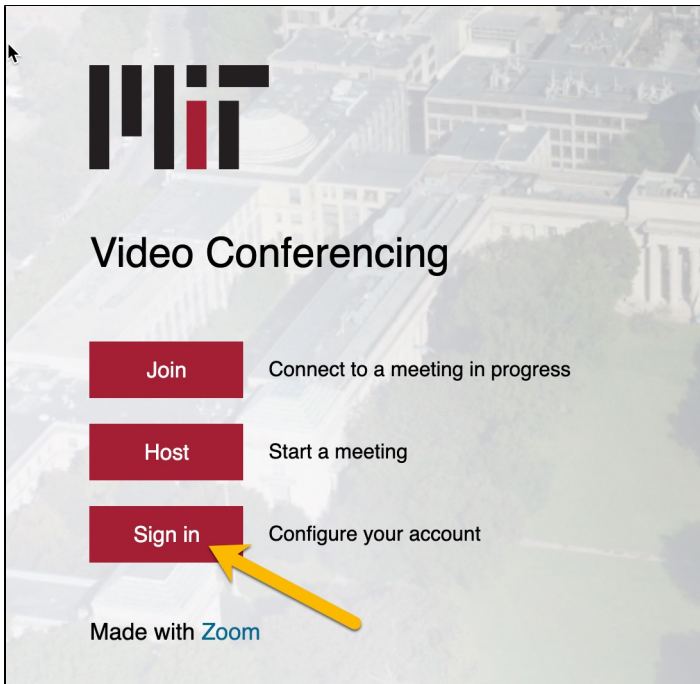 MIT
Video Conferencing
Join Connect to a meeting in progress
Host Start a meeting
Sign in Configure your account
Made with Zoom